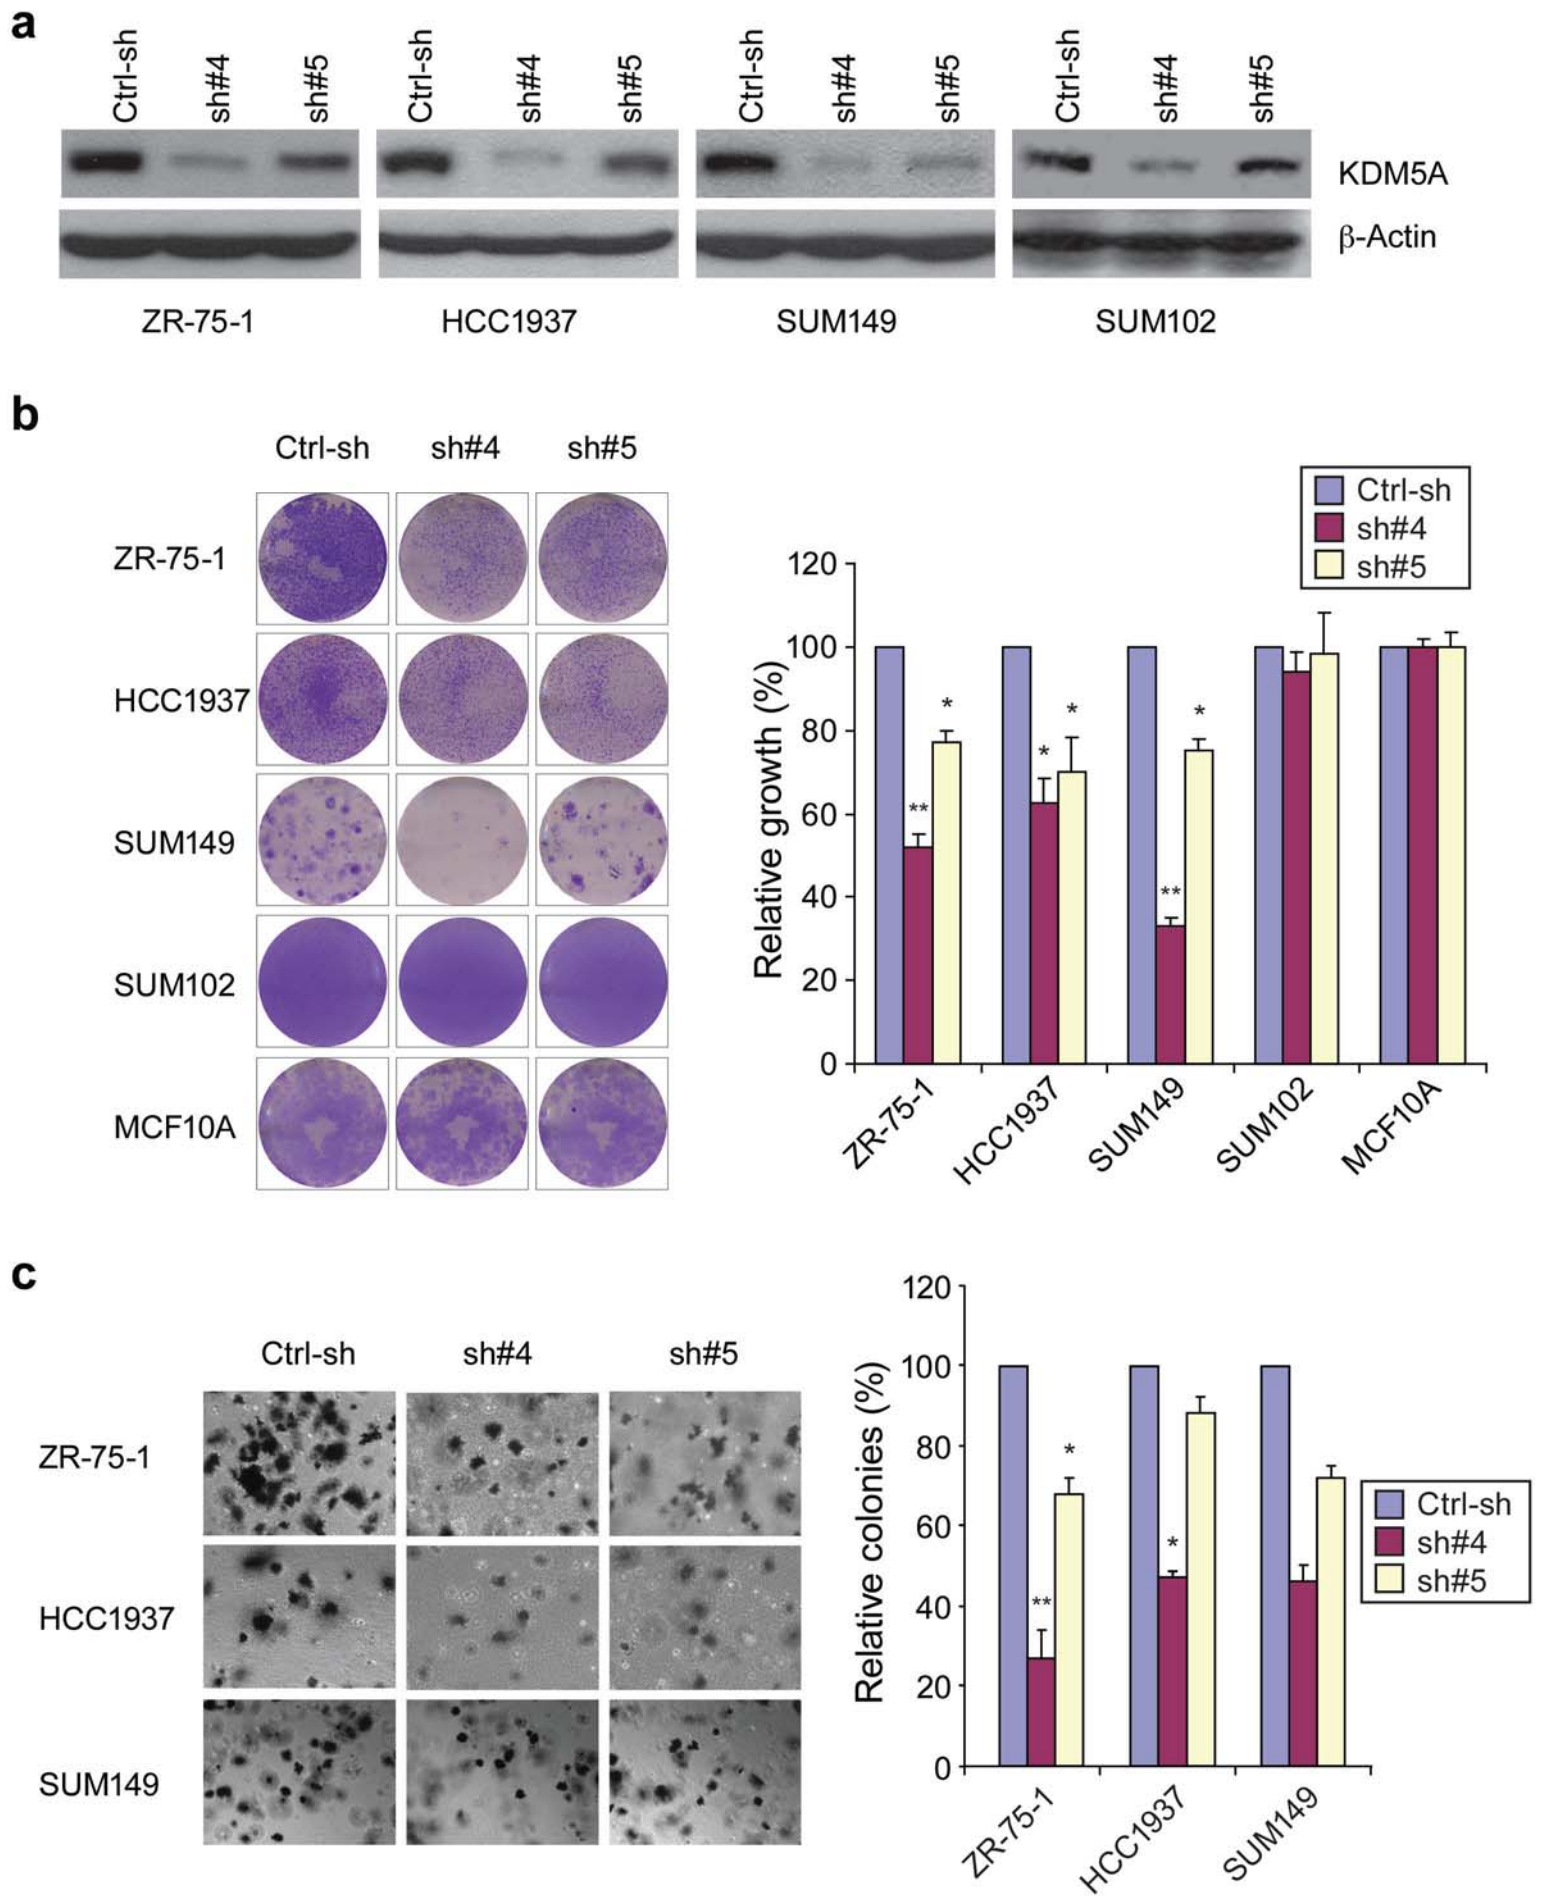 a
Ctrl-sh sh#4 sh#5 Ctrl-sh sh#4 sh#5 Ctrl-sh sh#4 sh#5 Ctrl-sh sh#4 sh#5
KDM5A
β-Actin
ZR-75-1 HCC1937 SUM149 SUM102
b
Ctrl-sh sh#4 sh#5
ZR-75-1
HCC1937
SUM149
SUM102
MCF10A
Ctrl-sh
sh#4
sh#5
Relative growth (%)
120
100
80
60
40
20
0
* 
** 
* 
* 
** 
*
ZR-75-1 HCC1937 SUM149 SUM102 MCF10A
c
Ctrl-sh sh#4 sh#5
ZR-75-1
HCC1937
SUM149
Relative colonies (%)
120
100
80
60
40
20
0
**
*
*
Ctrl-sh
sh#4
sh#5
ZR-75-1 HCC1937 SUM149